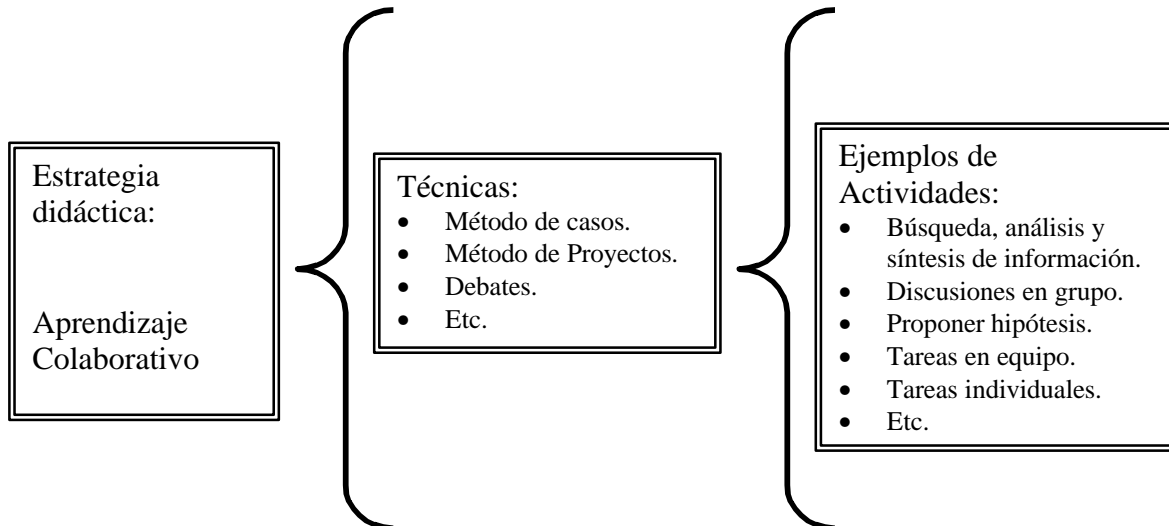 Estrategia
didáctica:
Aprendizaje
Colaborativo
Técnicas:
• Método de casos.
• Método de Proyectos.
• Debates.
• Etc.
Ejemplos de
Actividades:
• Búsqueda, análisis y
síntesis de información.
• Discusiones en grupo.
• Proponer hipótesis.
• Tareas en equipo.
• Tareas individuales.
• Etc.